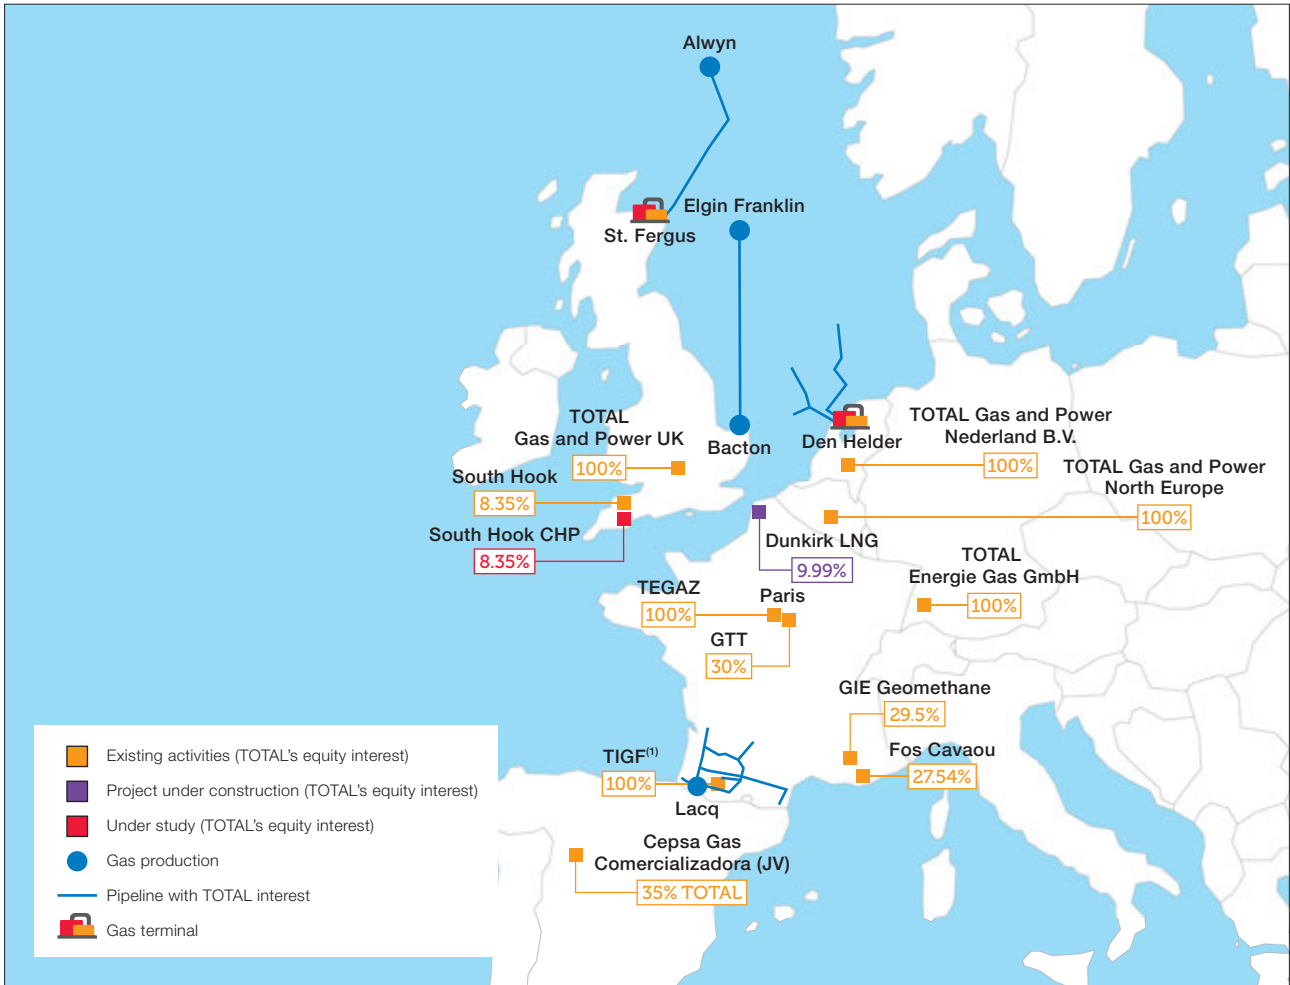 Alwyn
Elgin Franklin
St. Fergus
TOTAL
Gas and Power UK
100%
Bacton
Den Helder
TOTAL Gas and Power
Nederland B.V.
100%
South Hook
8.35%
TOTAL Gas and Power
North Europe
100%
South Hook CHP
8.35%
Dunkirk LNG
9.99%
TOTAL
Energie Gas GmbH
100%
TEGAZ
100%
Paris
GTT
30%
GIE Geomethane
29.5%
Fos Cavaou
27.54%
TIGF(1)
100%
Lacq
Cepsa Gas
Comercializadora (JV)
35% TOTAL
Existing activities (TOTAL's equity interest)
Project under construction (TOTAL's equity interest)
Under study (TOTAL's equity interest)
Gas production
Pipeline with TOTAL interest
Gas terminal